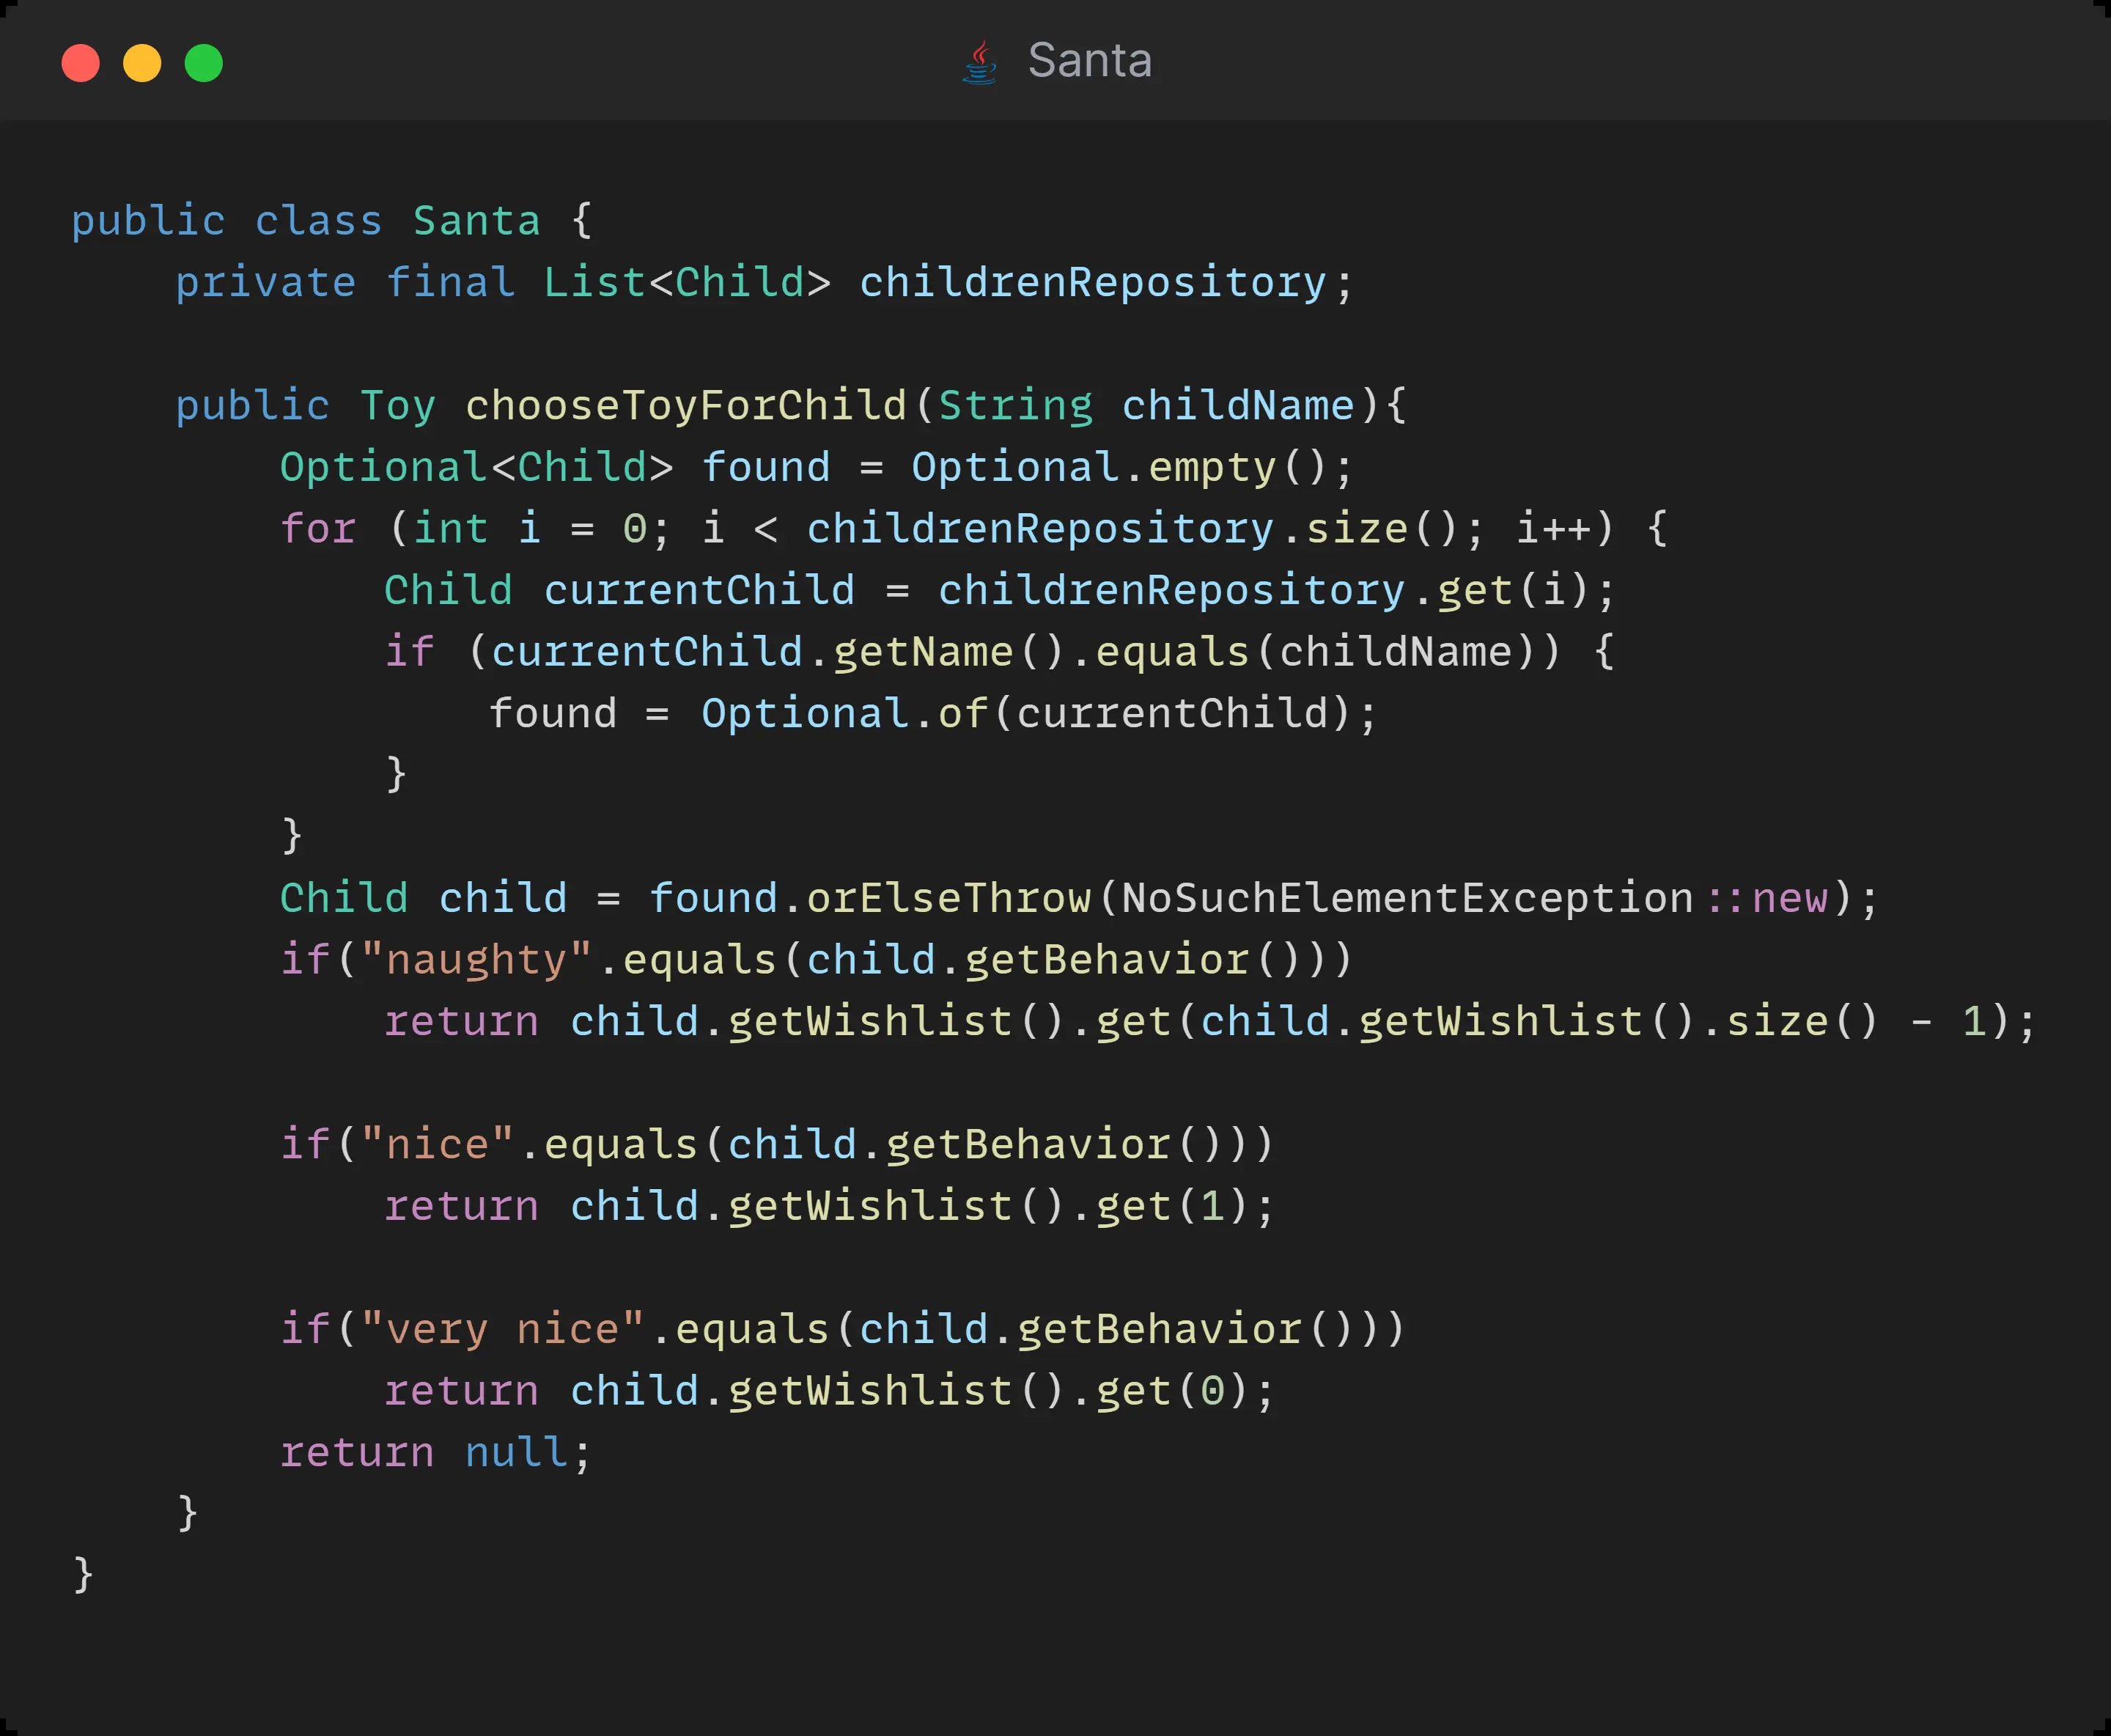 Santa
public class Santa {
    private final List<Child> childrenRepository;

    public Toy chooseToyForChild(String childName){
        Optional<Child> found = Optional.empty();
        for (int i = 0; i < childrenRepository.size(); i++) {
            Child currentChild = childrenRepository.get(i);
            if (currentChild.getName().equals(childName)) {
                found = Optional.of(currentChild);
            }
        }
        Child child = found.orElseThrow(NoSuchElementException::new);
        if("naughty".equals(child.getBehavior()))
            return child.getWishlist().get(child.getWishlist().size() - 1);

        if("nice".equals(child.getBehavior()))
            return child.getWishlist().get(1);

        if("very nice".equals(child.getBehavior()))
            return child.getWishlist().get(0);
        return null;
    }
}